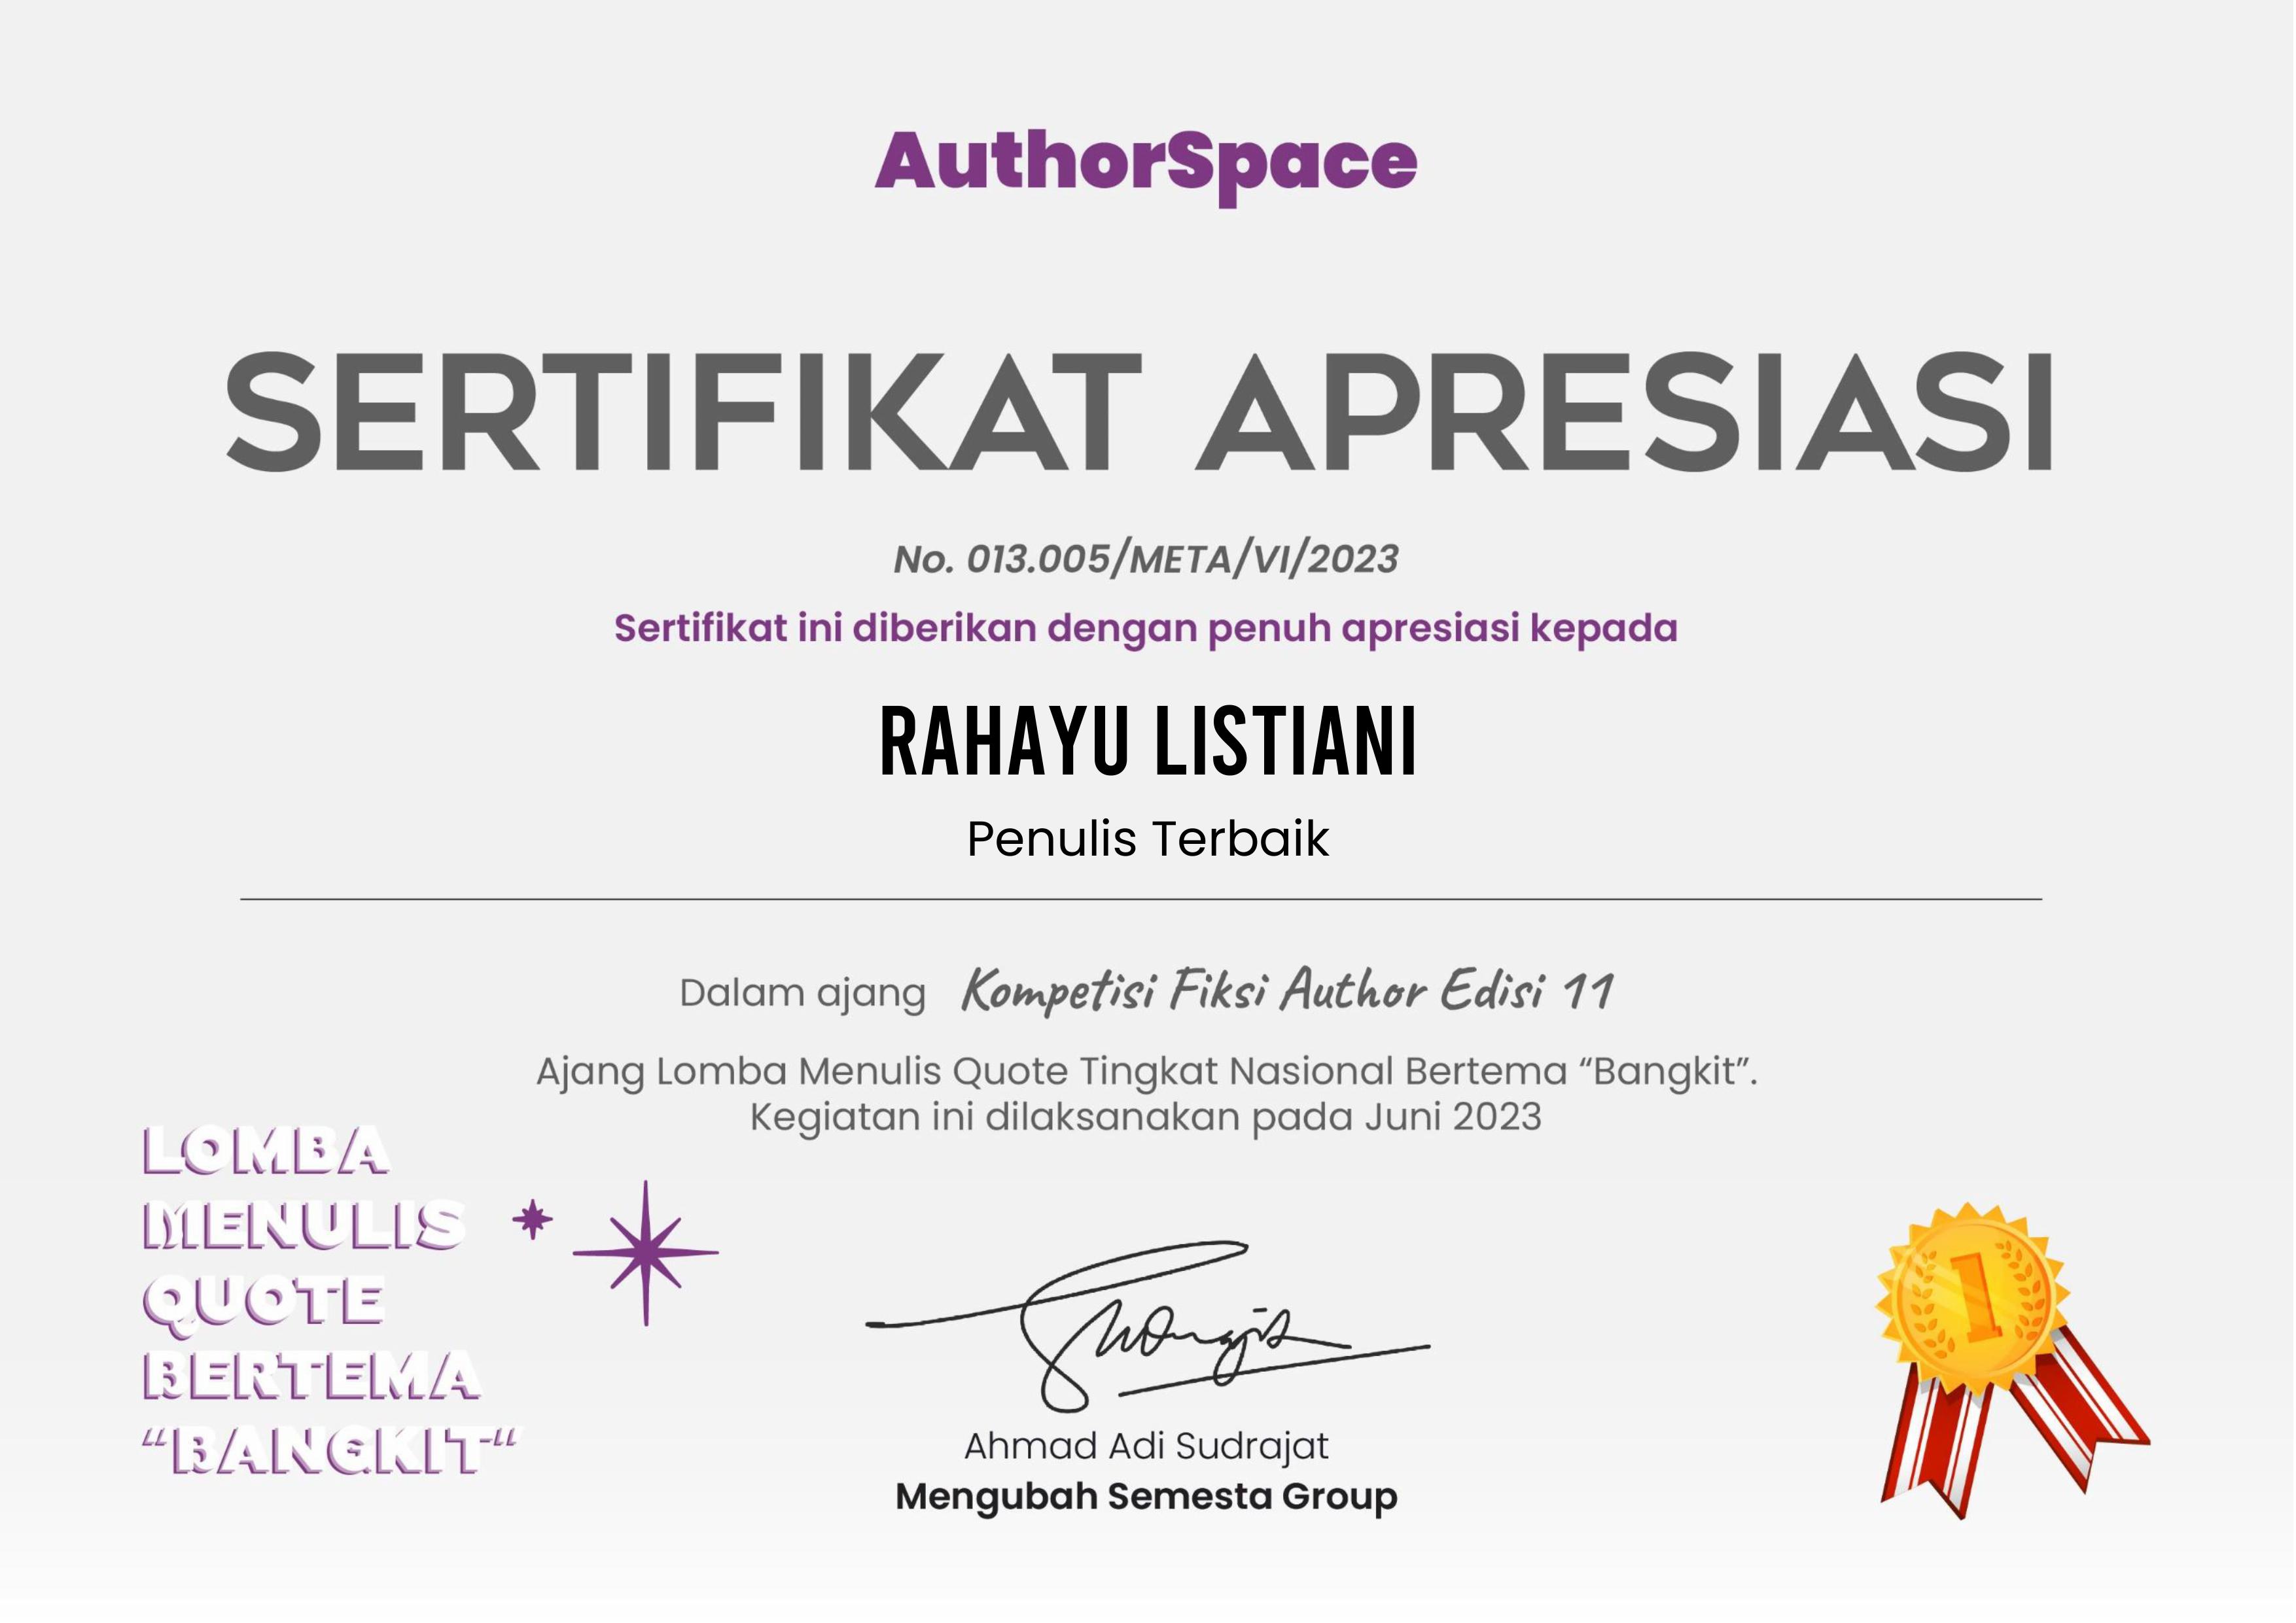 AuthorSpace
SERTIFIKAT APRESIASI
No. 013.005/META/VI/2023
Sertifikat ini diberikan dengan penuh apresiasi kepada
RAHAYU LISTIANI
Penulis Terbaik
Dalam ajang Kompetisi Fiksi Author Edisi 11
Ajang Lomba Menulis Quote Tingkat Nasional Bertema “Bangkit”.
Kegiatan ini dilaksanakan pada Juni 2023
LOMBA
MENULIS
QUOTE
BERTEMA
“BANGKIT“
1
Ahmad Adi Sudrajat
Mengubah Semesta Group